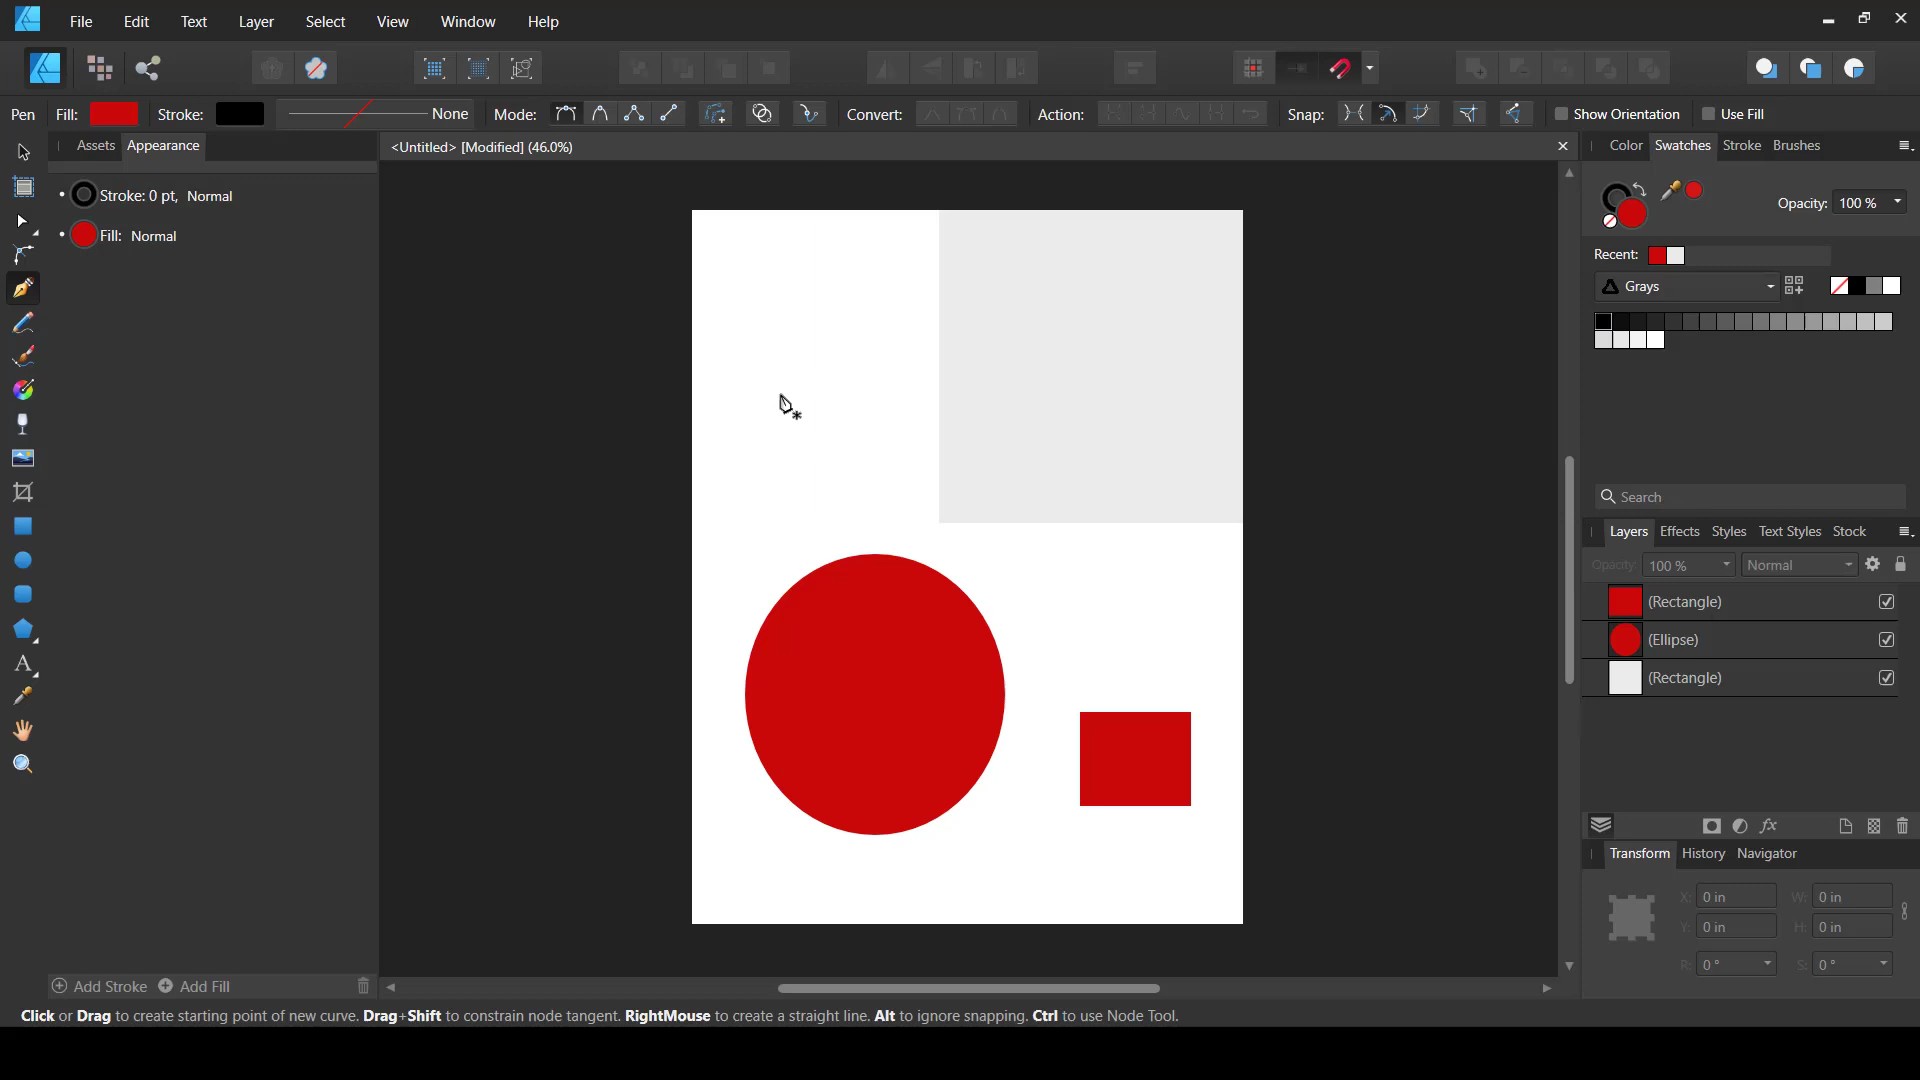 File Edit Text Layer Select View Window Help
Pen Fill: Stroke: None Mode: Convert: Action: Snap: Show Orientation Use Fill
Assets Appearance
<Untitled> [Modified] (46.0%)
Color Swatches Stroke Brushes
Stroke: 0 pt, Normal
Fill: Normal
Opacity: 100 %
Recent:
Grays
Search
Layers Effects Styles Text Styles Stock
Opacity: 100 % Normal
(Rectangle)
(Ellipse)
(Rectangle)
fx
Transform History Navigator
X: 0 in W: 0 in
Y: 0 in H: 0 in
R: 0 ° S: 0 °
Add Stroke Add Fill
Click or Drag to create starting point of new curve. Drag+Shift to constrain node tangent. RightMouse to create a straight line. Alt to ignore snapping. Ctrl to use Node Tool.